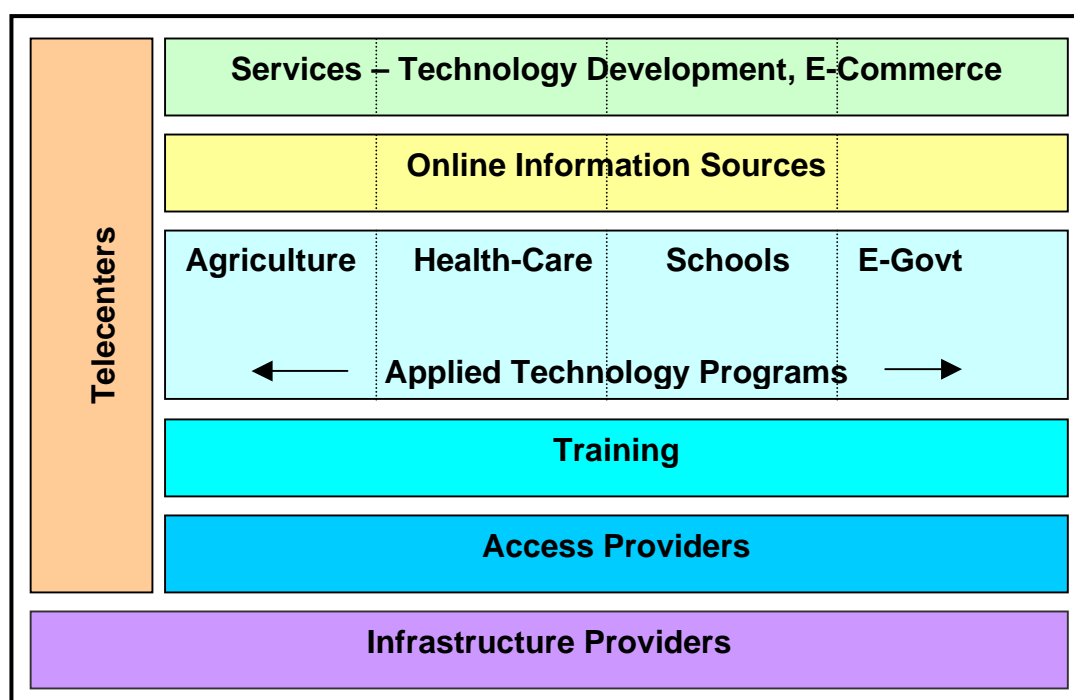 Telecenters
Services – Technology Development, E-Commerce
Online Information Sources
Agriculture Health-Care Schools E-Govt
Applied Technology Programs
Training
Access Providers
Infrastructure Providers